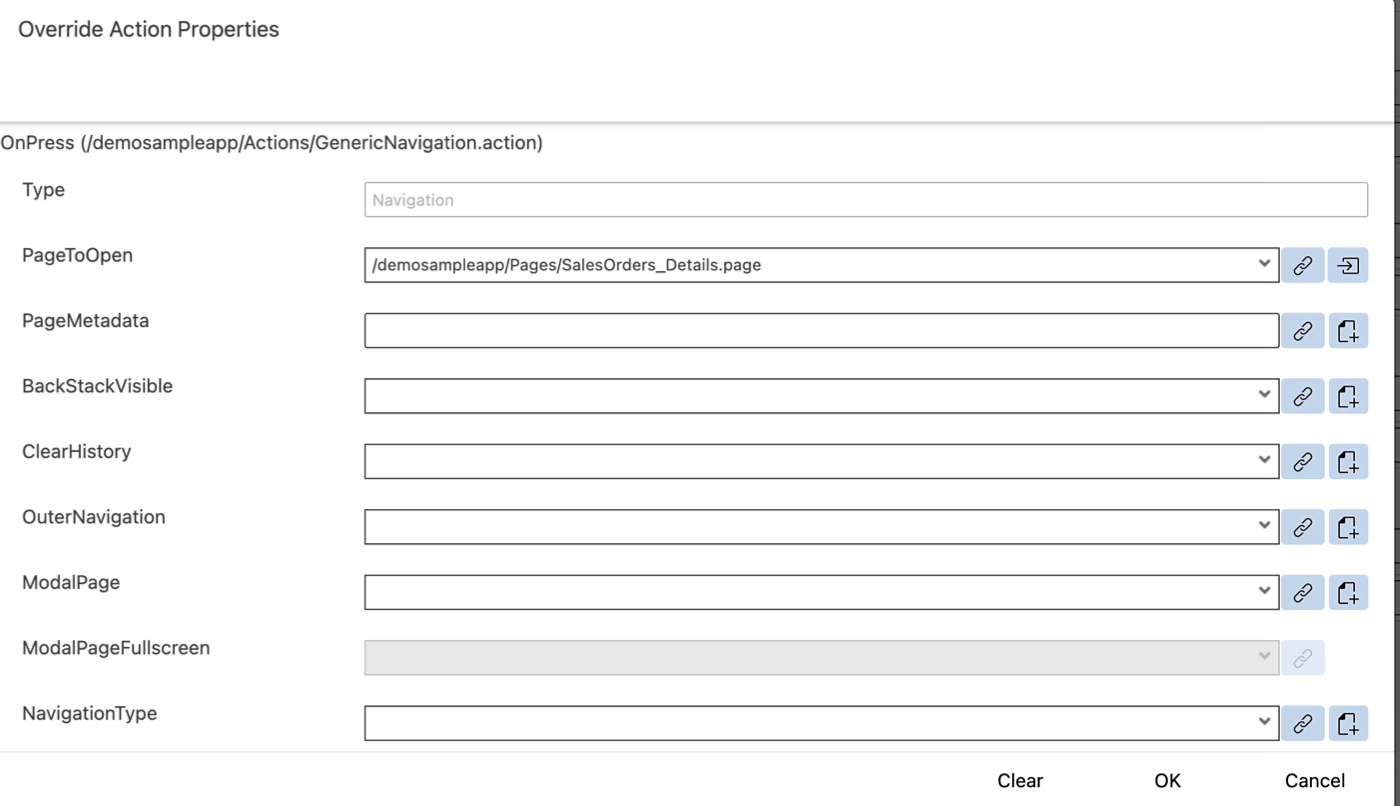 Override Action Properties
OnPress (/demosampleapp/Actions/GenericNavigation.action)
Type
Navigation
PageToOpen
/demosampleapp/Pages/SalesOrders_Details.page
PageMetadata
BackStackVisible
ClearHistory
OuterNavigation
ModalPage
ModalPageFullscreen
NavigationType
Clear OK Cancel